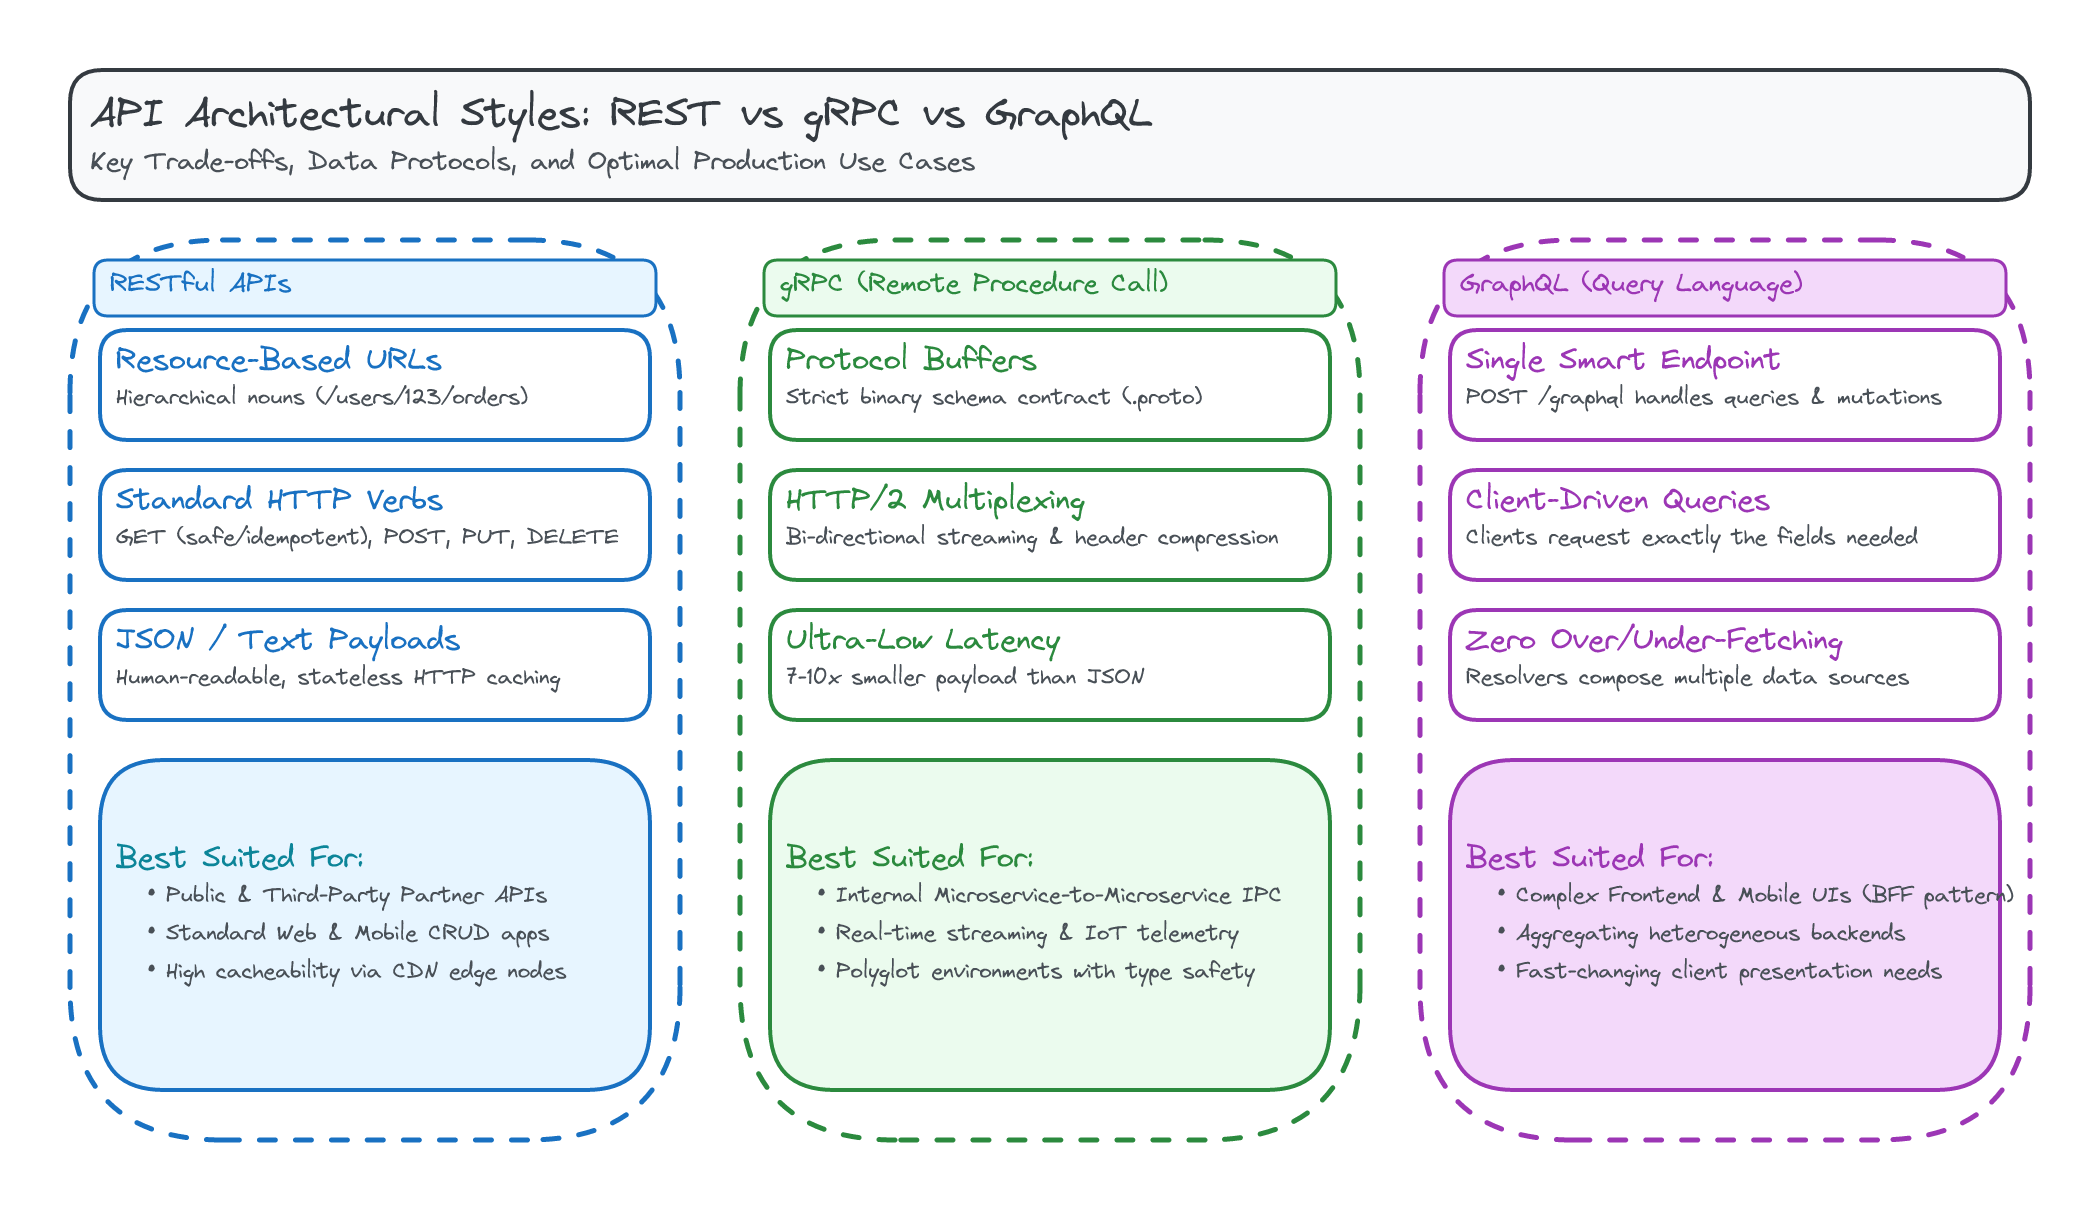 API Architectural Styles: REST vs gRPC vs GraphQL
Key Trade-offs, Data Protocols, and Optimal Production Use Cases
RESTful APIs
Resource-Based URLs
Hierarchical nouns (/users/123/orders)
Standard HTTP Verbs
GET (safe/idempotent), POST, PUT, DELETE
JSON / Text Payloads
Human-readable, stateless HTTP caching
Best Suited For:
• Public & Third-Party Partner APIs
• Standard Web & Mobile CRUD apps
• High cacheability via CDN edge nodes
gRPC (Remote Procedure Call)
Protocol Buffers
Strict binary schema contract (.proto)
HTTP/2 Multiplexing
Bi-directional streaming & header compression
Ultra-Low Latency
7-10x smaller payload than JSON
Best Suited For:
• Internal Microservice-to-Microservice IPC
• Real-time streaming & IoT telemetry
• Polyglot environments with type safety
GraphQL (Query Language)
Single Smart Endpoint
POST /graphql handles queries & mutations
Client-Driven Queries
Clients request exactly the fields needed
Zero Over/Under-Fetching
Resolvers compose multiple data sources
Best Suited For:
• Complex Frontend & Mobile UIs (BFF pattern)
• Aggregating heterogeneous backends
• Fast-changing client presentation needs